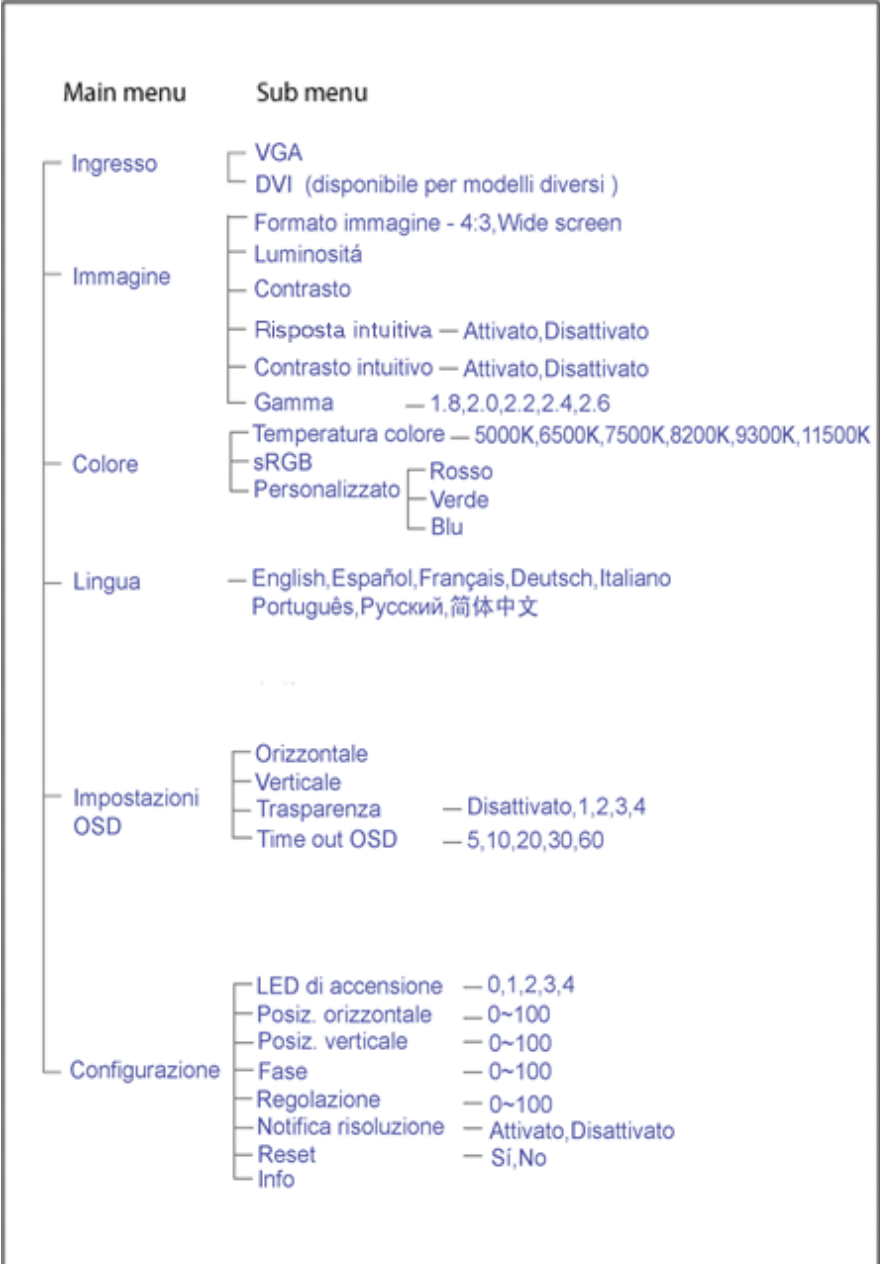 Main menu Sub menu
Ingresso
VGA
DVI (disponibile per modelli diversi )
Immagine
Formato immagine - 4:3,Wide screen
Luminositá
Contrasto
Risposta intuitiva — Attivato,Disattivato
Contrasto intuitivo — Attivato,Disattivato
Gamma — 1.8,2.0,2.2,2.4,2.6
Colore
Temperatura colore — 5000K,6500K,7500K,8200K,9300K,11500K
sRGB
Personalizzato
Rosso
Verde
Blu
Lingua
— English,Español,Français,Deutsch,Italiano
Português,Русский,简体中文
Impostazioni
OSD
Orizzontale
Verticale
Trasparenza — Disattivato,1,2,3,4
Time out OSD — 5,10,20,30,60
Configurazione
LED di accensione — 0,1,2,3,4
Posiz. orizzontale — 0~100
Posiz. verticale — 0~100
Fase — 0~100
Regolazione — 0~100
Notifica risoluzione — Attivato,Disattivato
Reset — Sí,No
Info